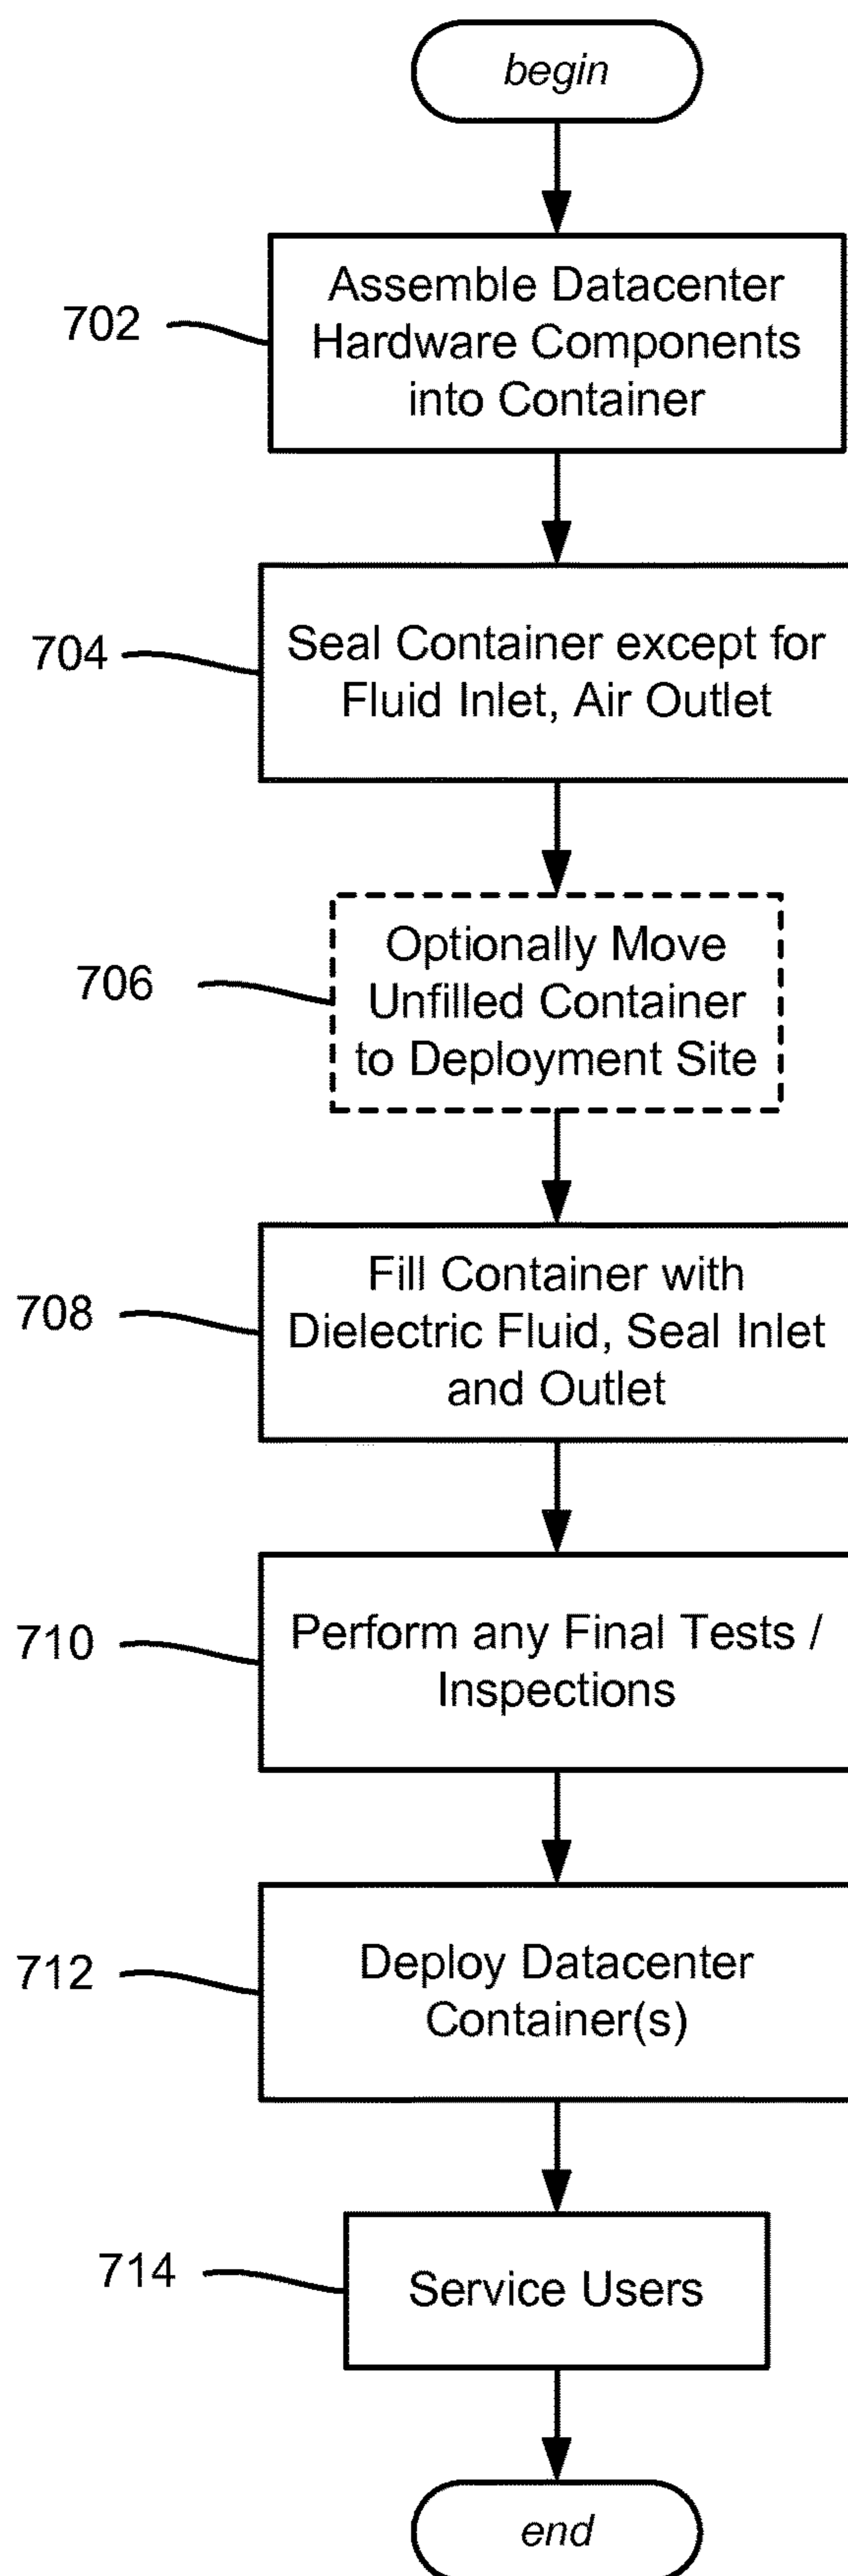 begin
702
Assemble Datacenter
Hardware Components
into Container
704
Seal Container except for
Fluid Inlet, Air Outlet
706
Optionally Move
Unfilled Container
to Deployment Site
708
Fill Container with
Dielectric Fluid, Seal Inlet
and Outlet
710
Perform any Final Tests /
Inspections
712
Deploy Datacenter
Container(s)
714
Service Users
end